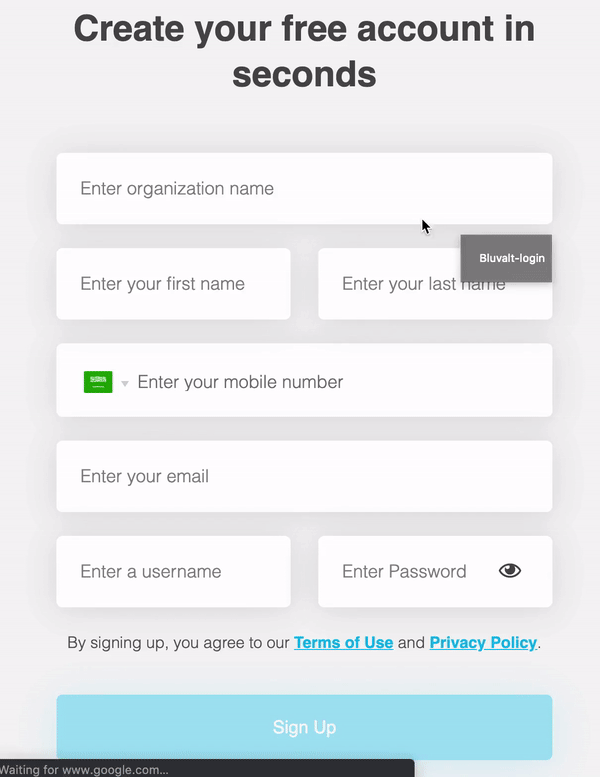 Create your free account in
seconds
Enter organization name
Bluvalt-login
Enter your first name
Enter your last name
Enter your mobile number
Enter your email
Enter a username
Enter Password
By signing up, you agree to our Terms of Use and Privacy Policy.
Sign Up
Waiting for www.google.com...